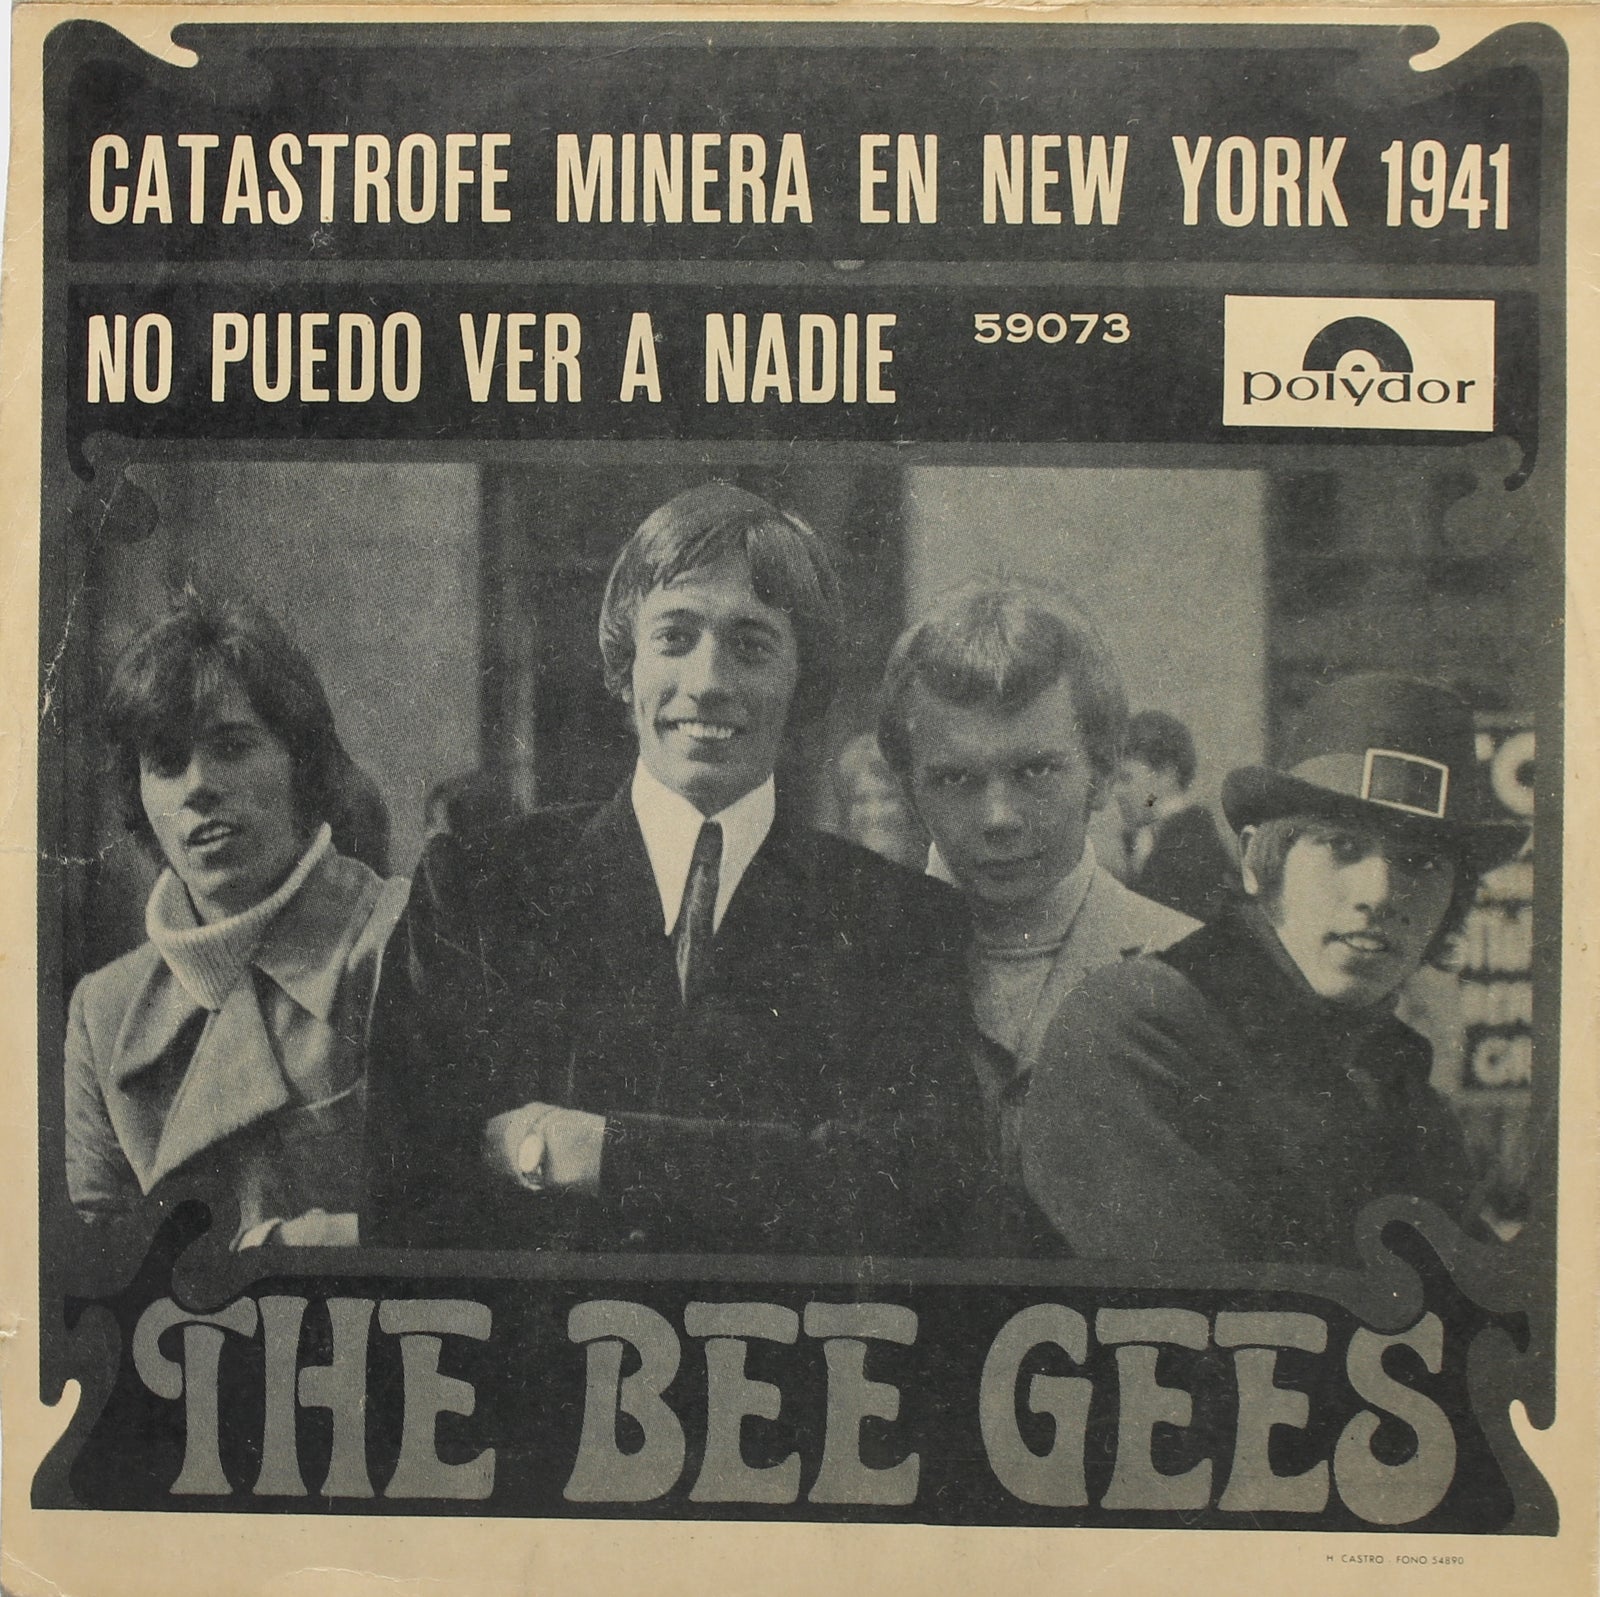 CATASTROFE MINERA EN NEW YORK 1941
NO PUEDO VER A NADIE
59073
polydor
THE BEE GEES
H CASTRO - FONO 54890